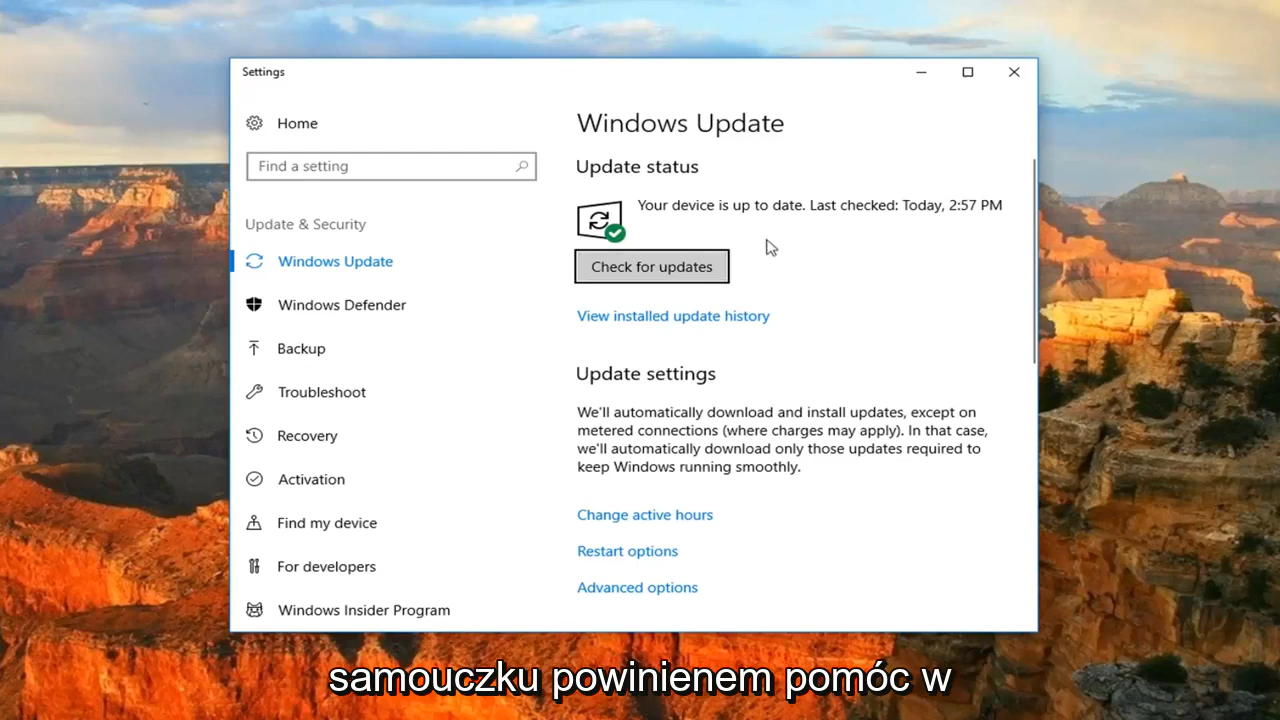 Settings
Home
Find a setting
Update & Security
Windows Update
Windows Defender
Backup
Troubleshoot
Recovery
Activation
Find my device
For developers
Windows Insider Program
Windows Update
Update status
Your device is up to date. Last checked: Today, 2:57 PM
Check for updates
View installed update history
Update settings
We'll automatically download and install updates, except on
metered connections (where charges may apply). In that case,
we'll automatically download only those updates required to
keep Windows running smoothly.
Change active hours
Restart options
Advanced options
samouczku powinienem pomóc w